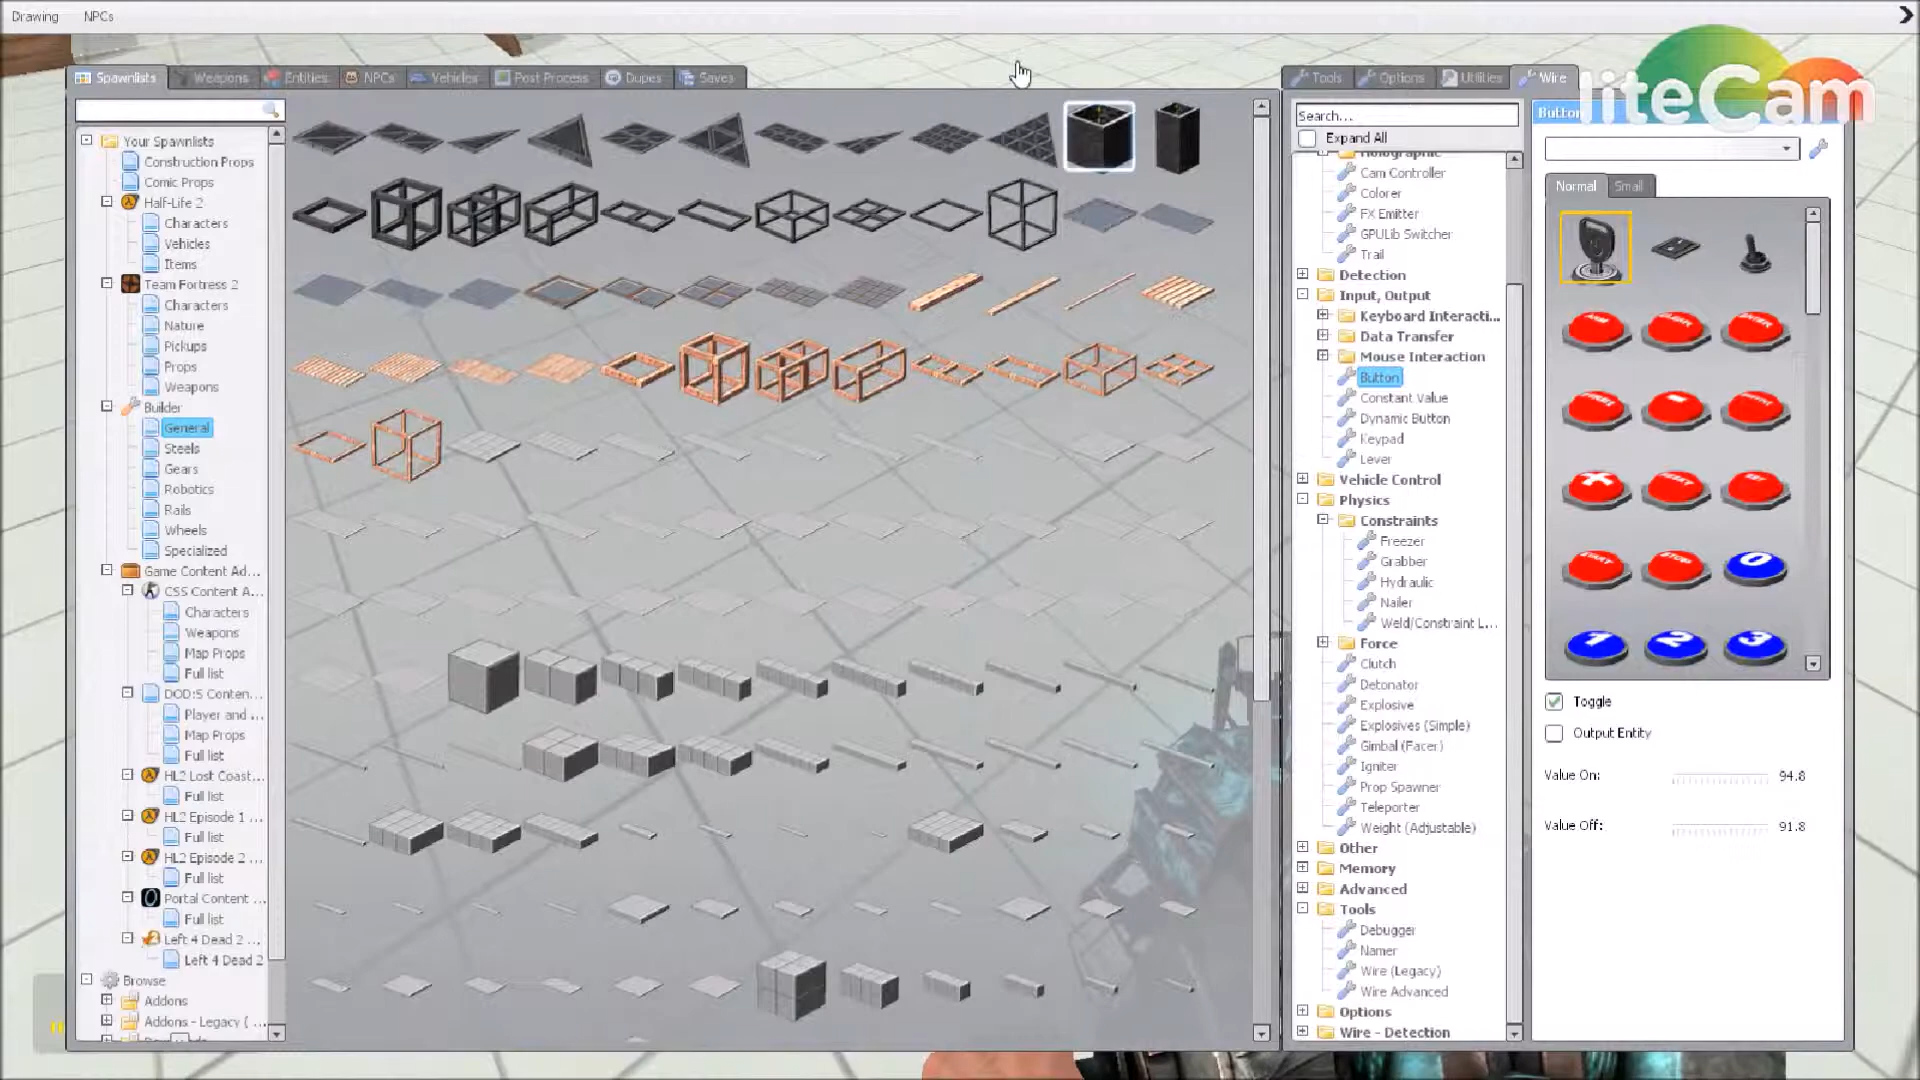 Drawing NPCs
Spawnlists Weapons Entities NPCs Vehicles Post Process Dupes Saves
Tools Options Utilities Wire
liteCam
Your Spawnlists
Construction Props
Comic Props
Half-Life 2
Characters
Vehicles
Items
Team Fortress 2
Characters
Nature
Pickups
Props
Weapons
Builder
General
Steels
Gears
Robotics
Rails
Wheels
Specialized
Game Content Ad...
CSS Content A...
Characters
Weapons
Map Props
Full list
DOD:S Conten...
Player and ...
Map Props
Full list
HL2 Lost Coast...
Full list
HL2 Episode 1 ...
Full list
HL2 Episode 2 ...
Full list
Portal Content ...
Full list
Left 4 Dead 2 ...
Left 4 Dead 2
Browse
Addons
Addons - Legacy ( ...
Search...
Expand All
Holographic
Cam Controller
Colorer
FX Emitter
GPULib Switcher
Trail
Detection
Input, Output
Keyboard Interacti...
Data Transfer
Mouse Interaction
Button
Constant Value
Dynamic Button
Keypad
Lever
Vehicle Control
Physics
Constraints
Freezer
Grabber
Hydraulic
Nailer
Weld/Constraint L...
Force
Clutch
Detonator
Explosive
Explosives (Simple)
Gimbal (Facer)
Igniter
Prop Spawner
Teleporter
Weight (Adjustable)
Other
Memory
Advanced
Tools
Debugger
Namer
Wire (Legacy)
Wire Advanced
Options
Wire - Detection
Button
Normal Small
START STOP 0
1 2 3
Toggle
Output Entity
Value On: 94.8
Value Off: 91.8